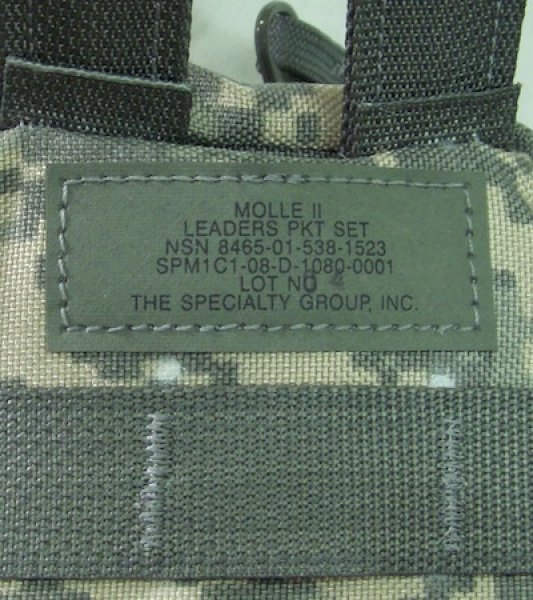 MOLLE II
LEADERS PKT SET
NSN 8465-01-538-1523
SPM1C1-08-D-1080-0001
LOT NO 4
THE SPECIALTY GROUP, INC.